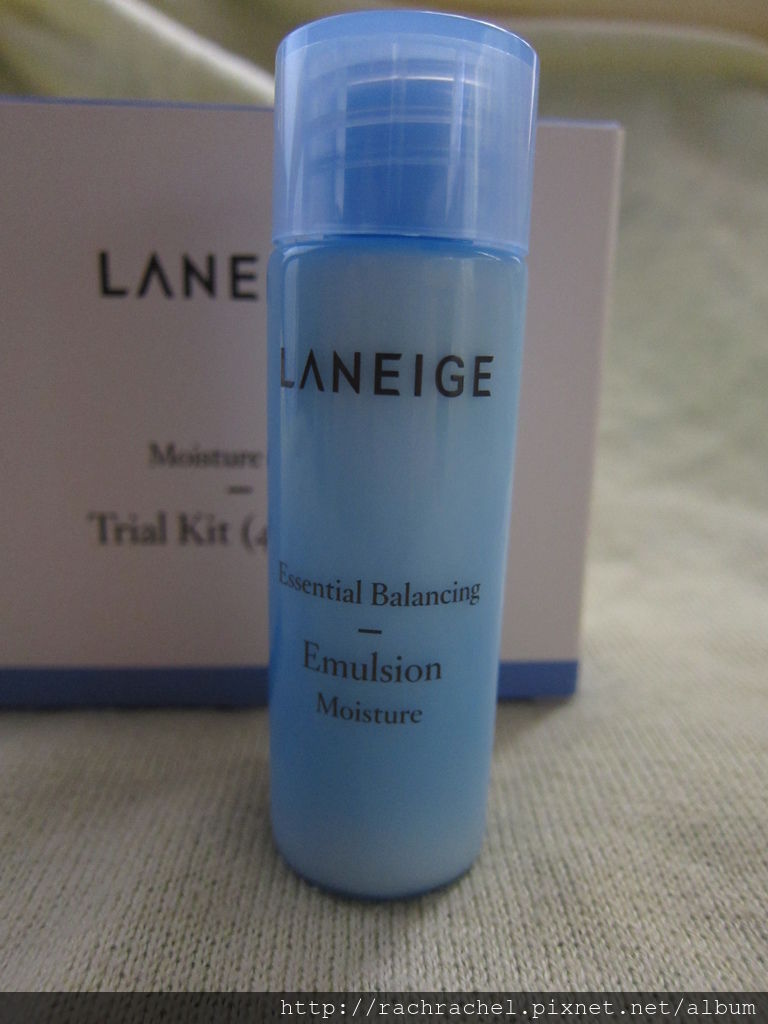 LANE
Moisture
Trial Kit (4
LANEIGE
Essential Balancing
Emulsion
Moisture
http://rachrachel.pixnet.net/album